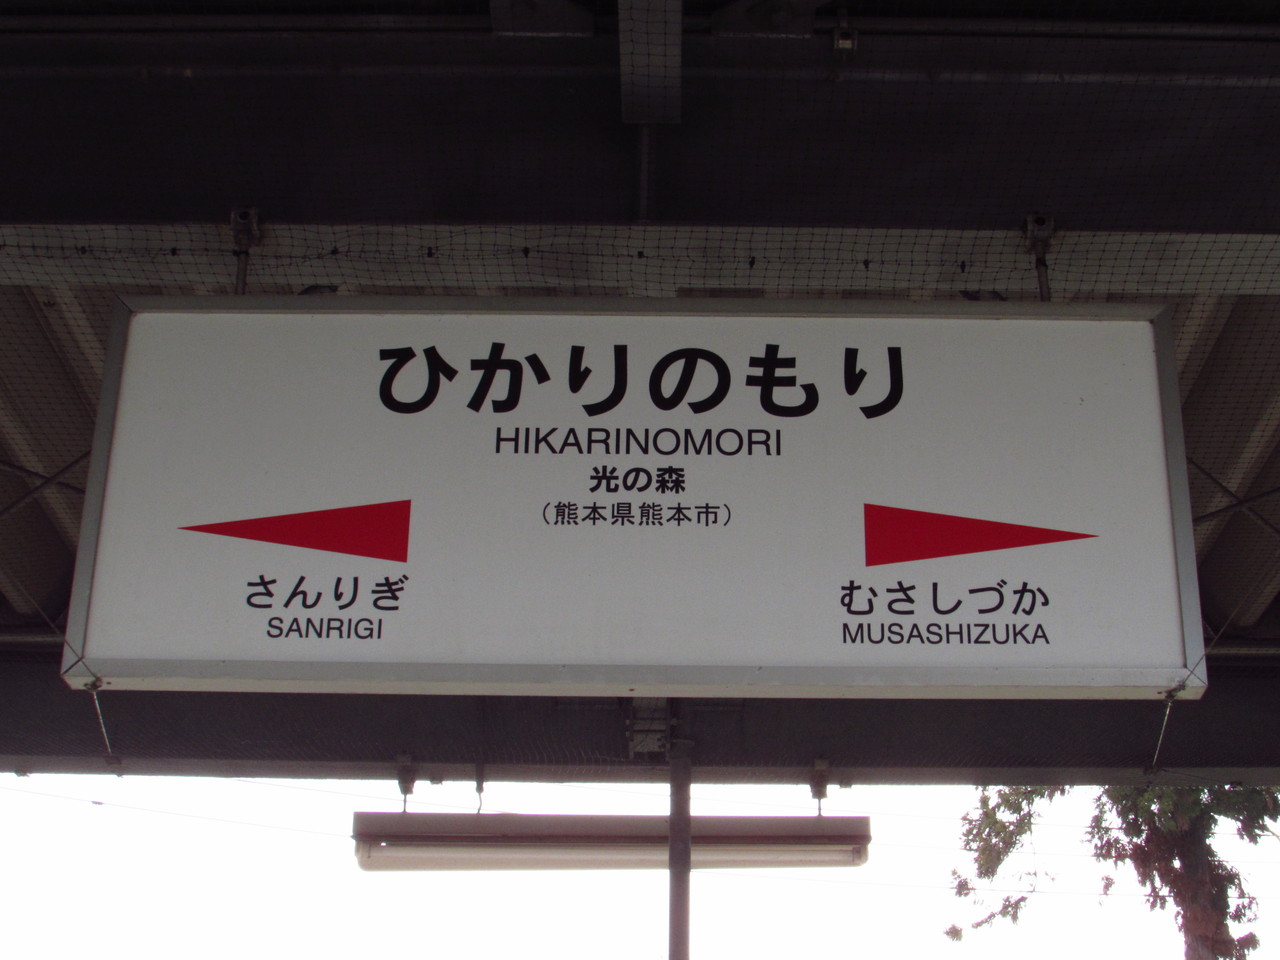 ひかりのもり
HIKARINOMORI
光の森
（熊本県熊本市）
さんりぎ
SANRIGI
むさしづか
MUSASHIZUKA